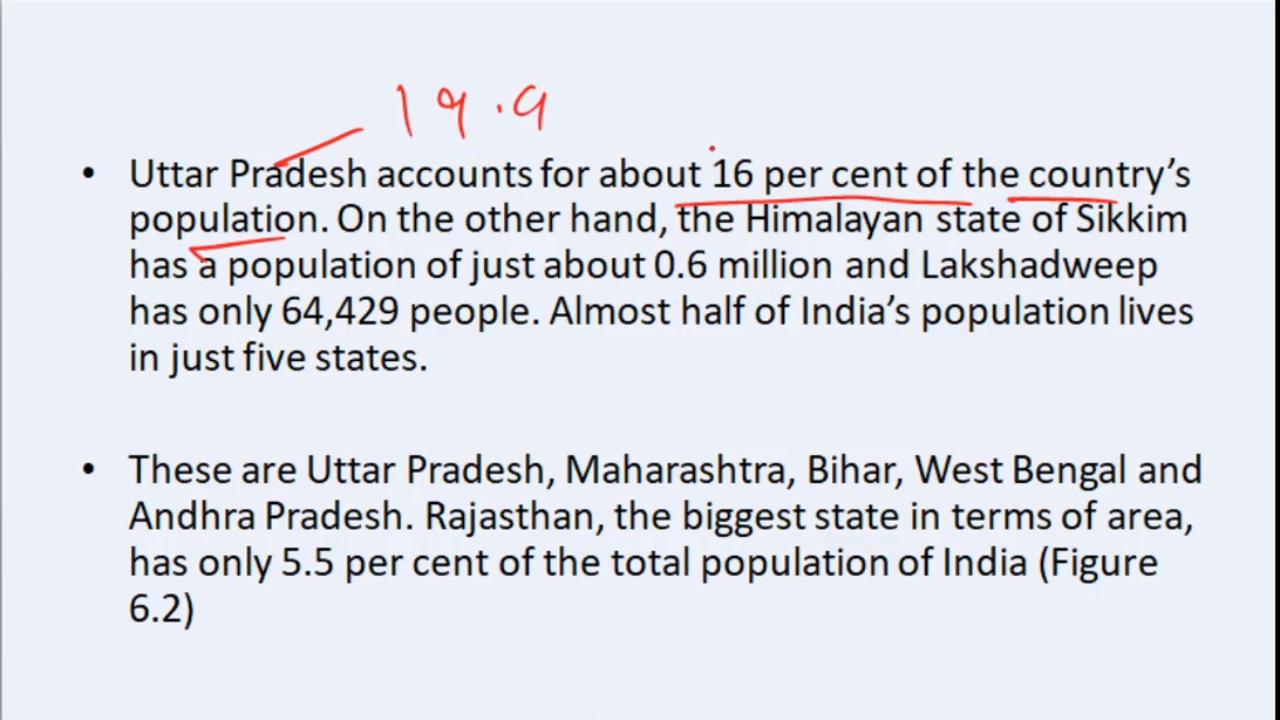 19.9
• Uttar Pradesh accounts for about 16 per cent of the country’s
population. On the other hand, the Himalayan state of Sikkim
has a population of just about 0.6 million and Lakshadweep
has only 64,429 people. Almost half of India’s population lives
in just five states.
• These are Uttar Pradesh, Maharashtra, Bihar, West Bengal and
Andhra Pradesh. Rajasthan, the biggest state in terms of area,
has only 5.5 per cent of the total population of India (Figure
6.2)